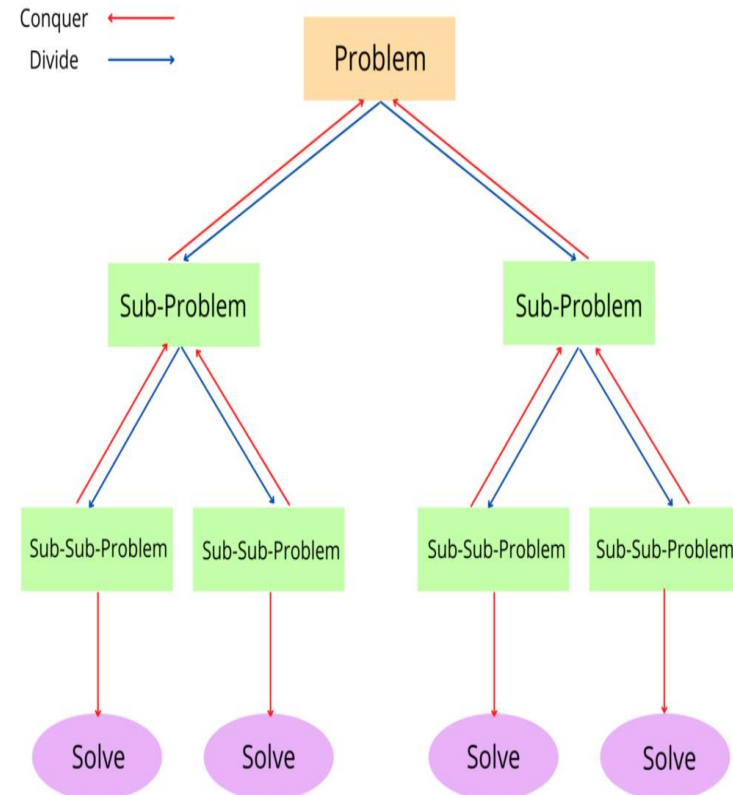 Conquer
Divide
Problem
Sub-Problem
Sub-Problem
Sub-Sub-Problem
Sub-Sub-Problem
Sub-Sub-Problem
Sub-Sub-Problem
Solve
Solve
Solve
Solve